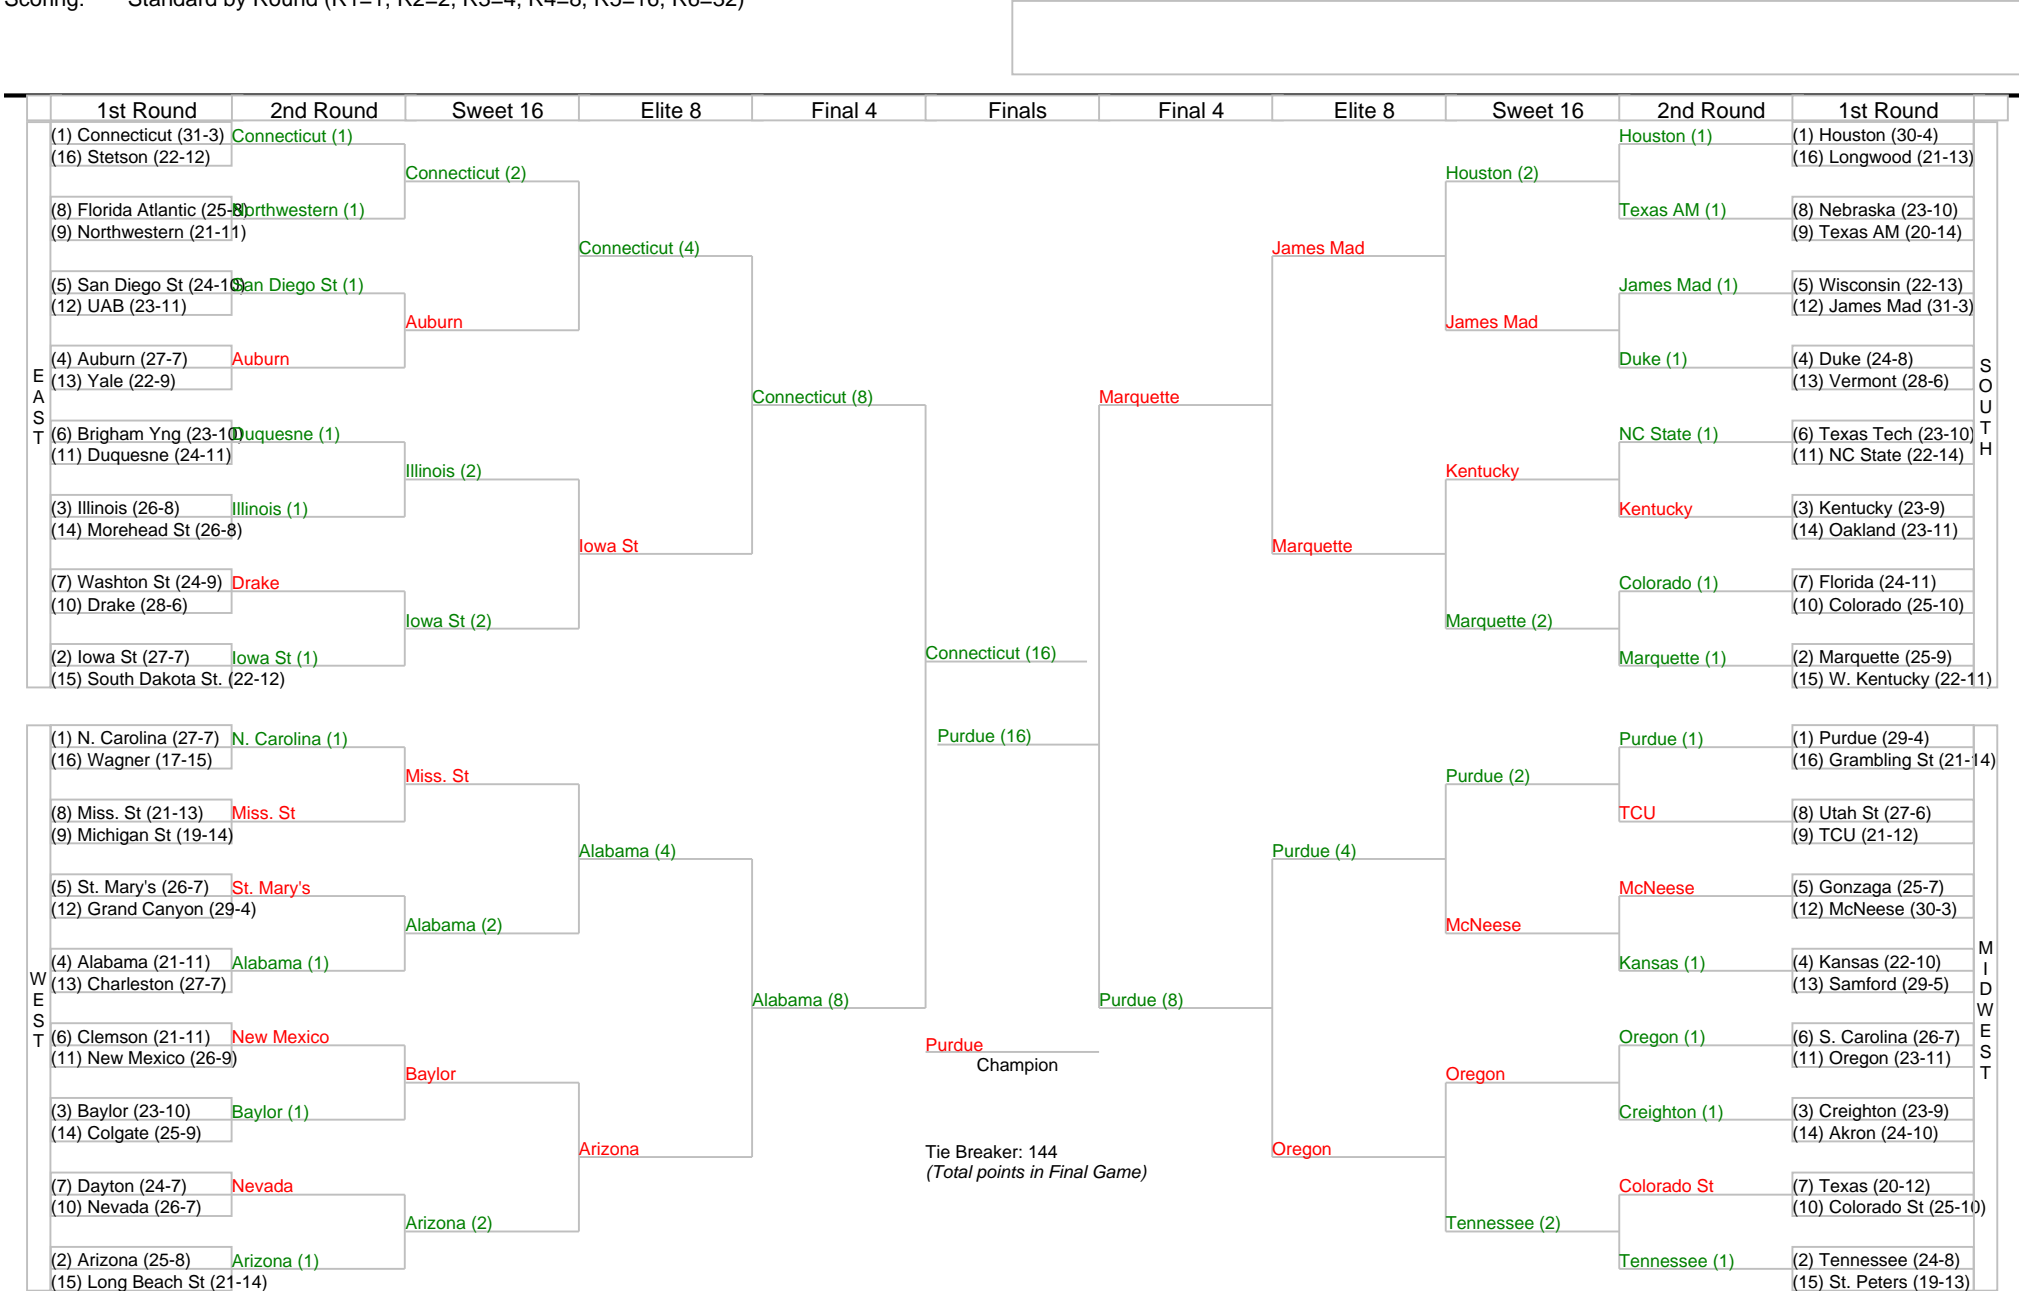 Scoring: Standard by Round (R1=1, R2=2, R3=4, R4=8, R5=16, R6=32)
1st Round 2nd Round Sweet 16 Elite 8 Final 4 Finals Final 4 Elite 8 Sweet 16 2nd Round 1st Round
EAST
(1) Connecticut (31-3)
(16) Stetson (22-12)
(8) Florida Atlantic (25-8)
(9) Northwestern (21-11)
(5) San Diego St (24-10)
(12) UAB (23-11)
(4) Auburn (27-7)
(13) Yale (22-9)
(6) Brigham Yng (23-10)
(11) Duquesne (24-11)
(3) Illinois (26-8)
(14) Morehead St (26-8)
(7) Washton St (24-9)
(10) Drake (28-6)
(2) Iowa St (27-7)
(15) South Dakota St. (22-12)
Connecticut (1)
Northwestern (1)
San Diego St (1)
Auburn
Duquesne (1)
Illinois (1)
Drake
Iowa St (1)
Connecticut (2)
Auburn
Illinois (2)
Iowa St (2)
Connecticut (4)
Iowa St
Connecticut (8)
WEST
(1) N. Carolina (27-7)
(16) Wagner (17-15)
(8) Miss. St (21-13)
(9) Michigan St (19-14)
(5) St. Mary's (26-7)
(12) Grand Canyon (29-4)
(4) Alabama (21-11)
(13) Charleston (27-7)
(6) Clemson (21-11)
(11) New Mexico (26-9)
(3) Baylor (23-10)
(14) Colgate (25-9)
(7) Dayton (24-7)
(10) Nevada (26-7)
(2) Arizona (25-8)
(15) Long Beach St (21-14)
N. Carolina (1)
Miss. St
St. Mary's
Alabama (1)
New Mexico
Baylor (1)
Nevada
Arizona (1)
Miss. St
Alabama (2)
Baylor
Arizona (2)
Alabama (4)
Arizona
Alabama (8)
Connecticut (16)
Purdue (16)
Purdue
Champion
Tie Breaker: 144
(Total points in Final Game)
Marquette
James Mad
Marquette
Houston (2)
James Mad
Kentucky
Marquette (2)
Houston (1)
Texas AM (1)
James Mad (1)
Duke (1)
NC State (1)
Kentucky
Colorado (1)
Marquette (1)
(1) Houston (30-4)
(16) Longwood (21-13)
(8) Nebraska (23-10)
(9) Texas AM (20-14)
(5) Wisconsin (22-13)
(12) James Mad (31-3)
(4) Duke (24-8)
(13) Vermont (28-6)
(6) Texas Tech (23-10)
(11) NC State (22-14)
(3) Kentucky (23-9)
(14) Oakland (23-11)
(7) Florida (24-11)
(10) Colorado (25-10)
(2) Marquette (25-9)
(15) W. Kentucky (22-11)
SOUTH
Purdue (8)
Purdue (4)
Oregon
Purdue (2)
McNeese
Oregon
Tennessee (2)
Purdue (1)
TCU
McNeese
Kansas (1)
Oregon (1)
Creighton (1)
Colorado St
Tennessee (1)
(1) Purdue (29-4)
(16) Grambling St (21-14)
(8) Utah St (27-6)
(9) TCU (21-12)
(5) Gonzaga (25-7)
(12) McNeese (30-3)
(4) Kansas (22-10)
(13) Samford (29-5)
(6) S. Carolina (26-7)
(11) Oregon (23-11)
(3) Creighton (23-9)
(14) Akron (24-10)
(7) Texas (20-12)
(10) Colorado St (25-10)
(2) Tennessee (24-8)
(15) St. Peters (19-13)
MIDWEST